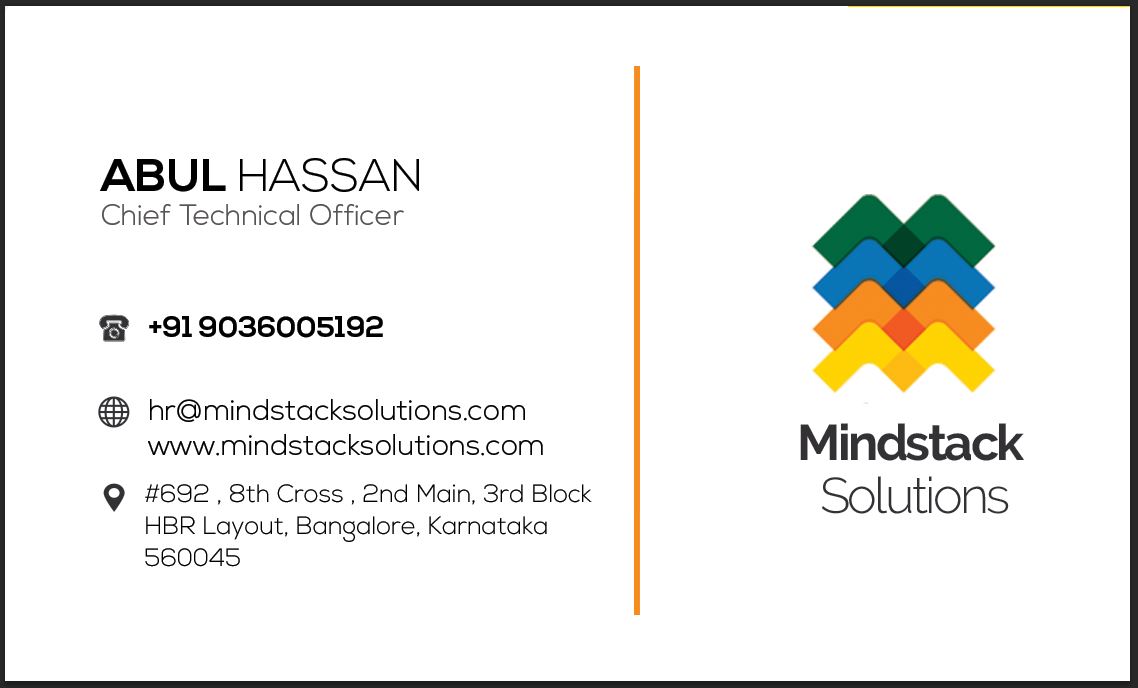 ABUL HASSAN
Chief Technical Officer
+91 9036005192
hr@mindstacksolutions.com
www.mindstacksolutions.com
#692 , 8th Cross , 2nd Main, 3rd Block
HBR Layout, Bangalore, Karnataka
560045
Mindstack
Solutions